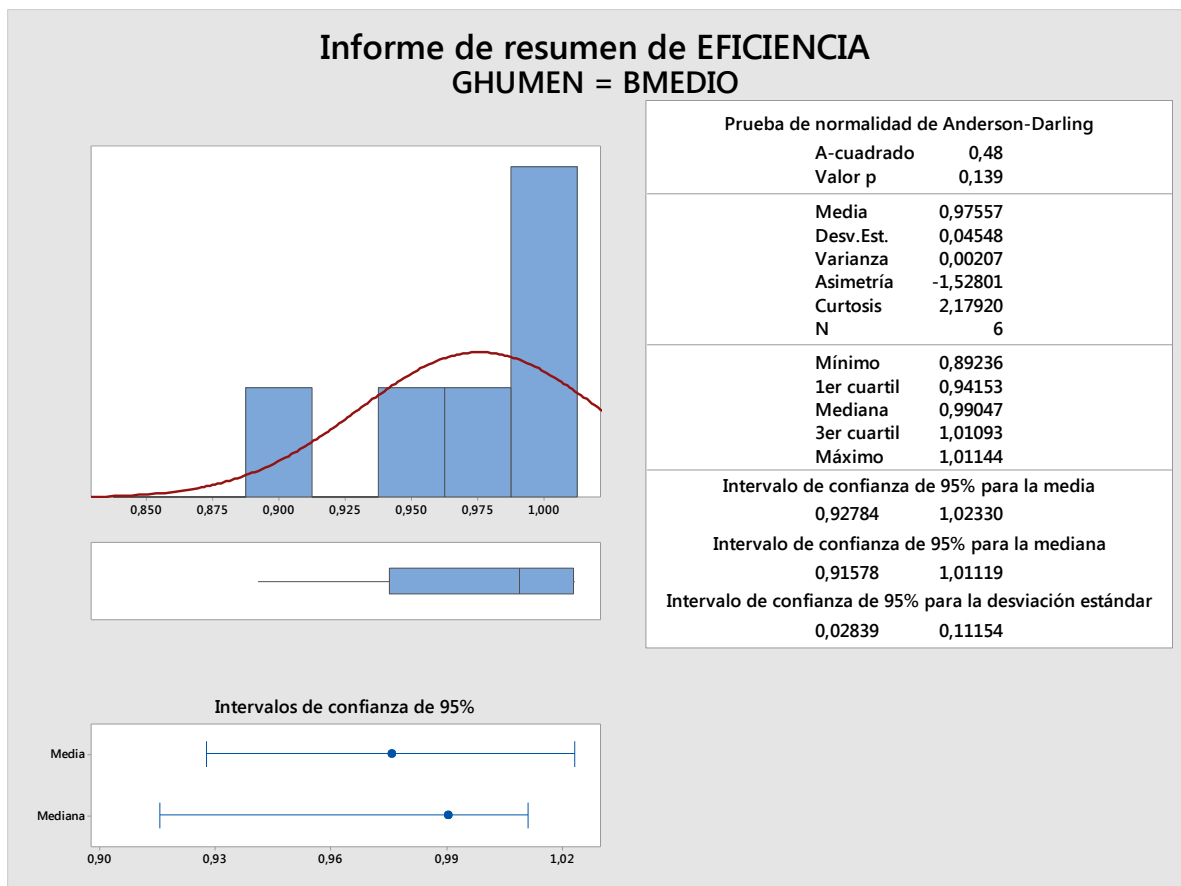 Informe de resumen de EFICIENCIA
GHUMEN = BMEDIO
0,850 0,875 0,900 0,925 0,950 0,975 1,000
Prueba de normalidad de Anderson-Darling
A-cuadrado 0,48
Valor p 0,139
Media 0,97557
Desv.Est. 0,04548
Varianza 0,00207
Asimetría -1,52801
Curtosis 2,17920
N 6
Mínimo 0,89236
1er cuartil 0,94153
Mediana 0,99047
3er cuartil 1,01093
Máximo 1,01144
Intervalo de confianza de 95% para la media
0,92784 1,02330
Intervalo de confianza de 95% para la mediana
0,91578 1,01119
Intervalo de confianza de 95% para la desviación estándar
0,02839 0,11154
Intervalos de confianza de 95%
Media
Mediana
0,90 0,93 0,96 0,99 1,02